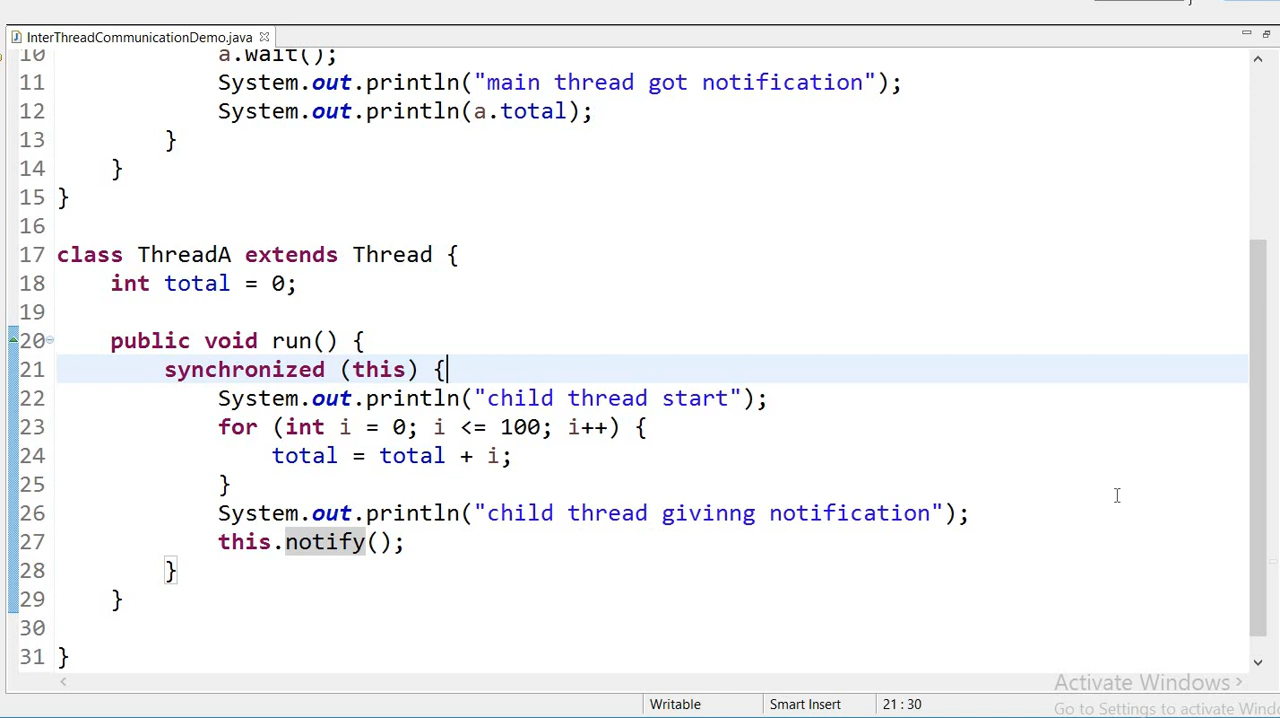 InterThreadCommunicationDemo.java
10 a.wait();
11 System.out.println("main thread got notification");
12 System.out.println(a.total);
13 }
14 }
15 }
16
17 class ThreadA extends Thread {
18 int total = 0;
19
20 public void run() {
21 synchronized (this) {
22 System.out.println("child thread start");
23 for (int i = 0; i <= 100; i++) {
24 total = total + i;
25 }
26 System.out.println("child thread givinng notification");
27 this.notify();
28 }
29 }
30
31 }
Activate Windows
Writable Smart Insert 21 : 30
Go to Settings to activate Wind